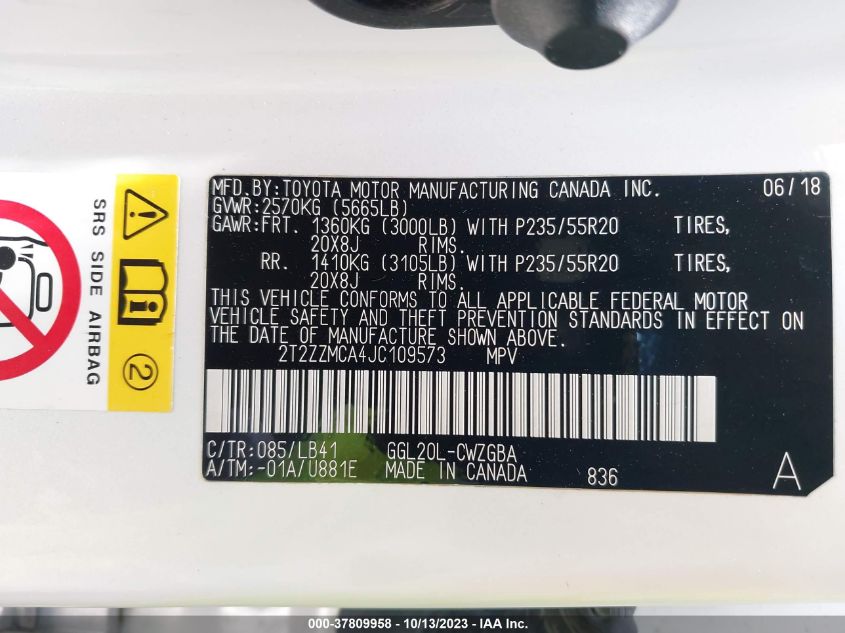 MFD.BY:TOYOTA MOTOR MANUFACTURING CANADA INC. 06/18
GVWR:2570KG (5665LB)
GAWR:FRT. 1360KG (3000LB) WITH P235/55R20 TIRES,
20X8J RIMS.
RR. 1410KG (3105LB) WITH P235/55R20 TIRES,
20X8J RIMS.
THIS VEHICLE CONFORMS TO ALL APPLICABLE FEDERAL MOTOR
VEHICLE SAFETY AND THEFT PREVENTION STANDARDS IN EFFECT ON
THE DATE OF MANUFACTURE SHOWN ABOVE.
2T2ZZMCA4JC109573 MPV
C/TR:085/LB41 GGL20L-CWZGBA
A/TM:-01A/U881E MADE IN CANADA 836 A
SRS SIDE AIRBAG
2
000-37809958 - 10/13/2023 - Copyright © 2023 IAA, Inc.